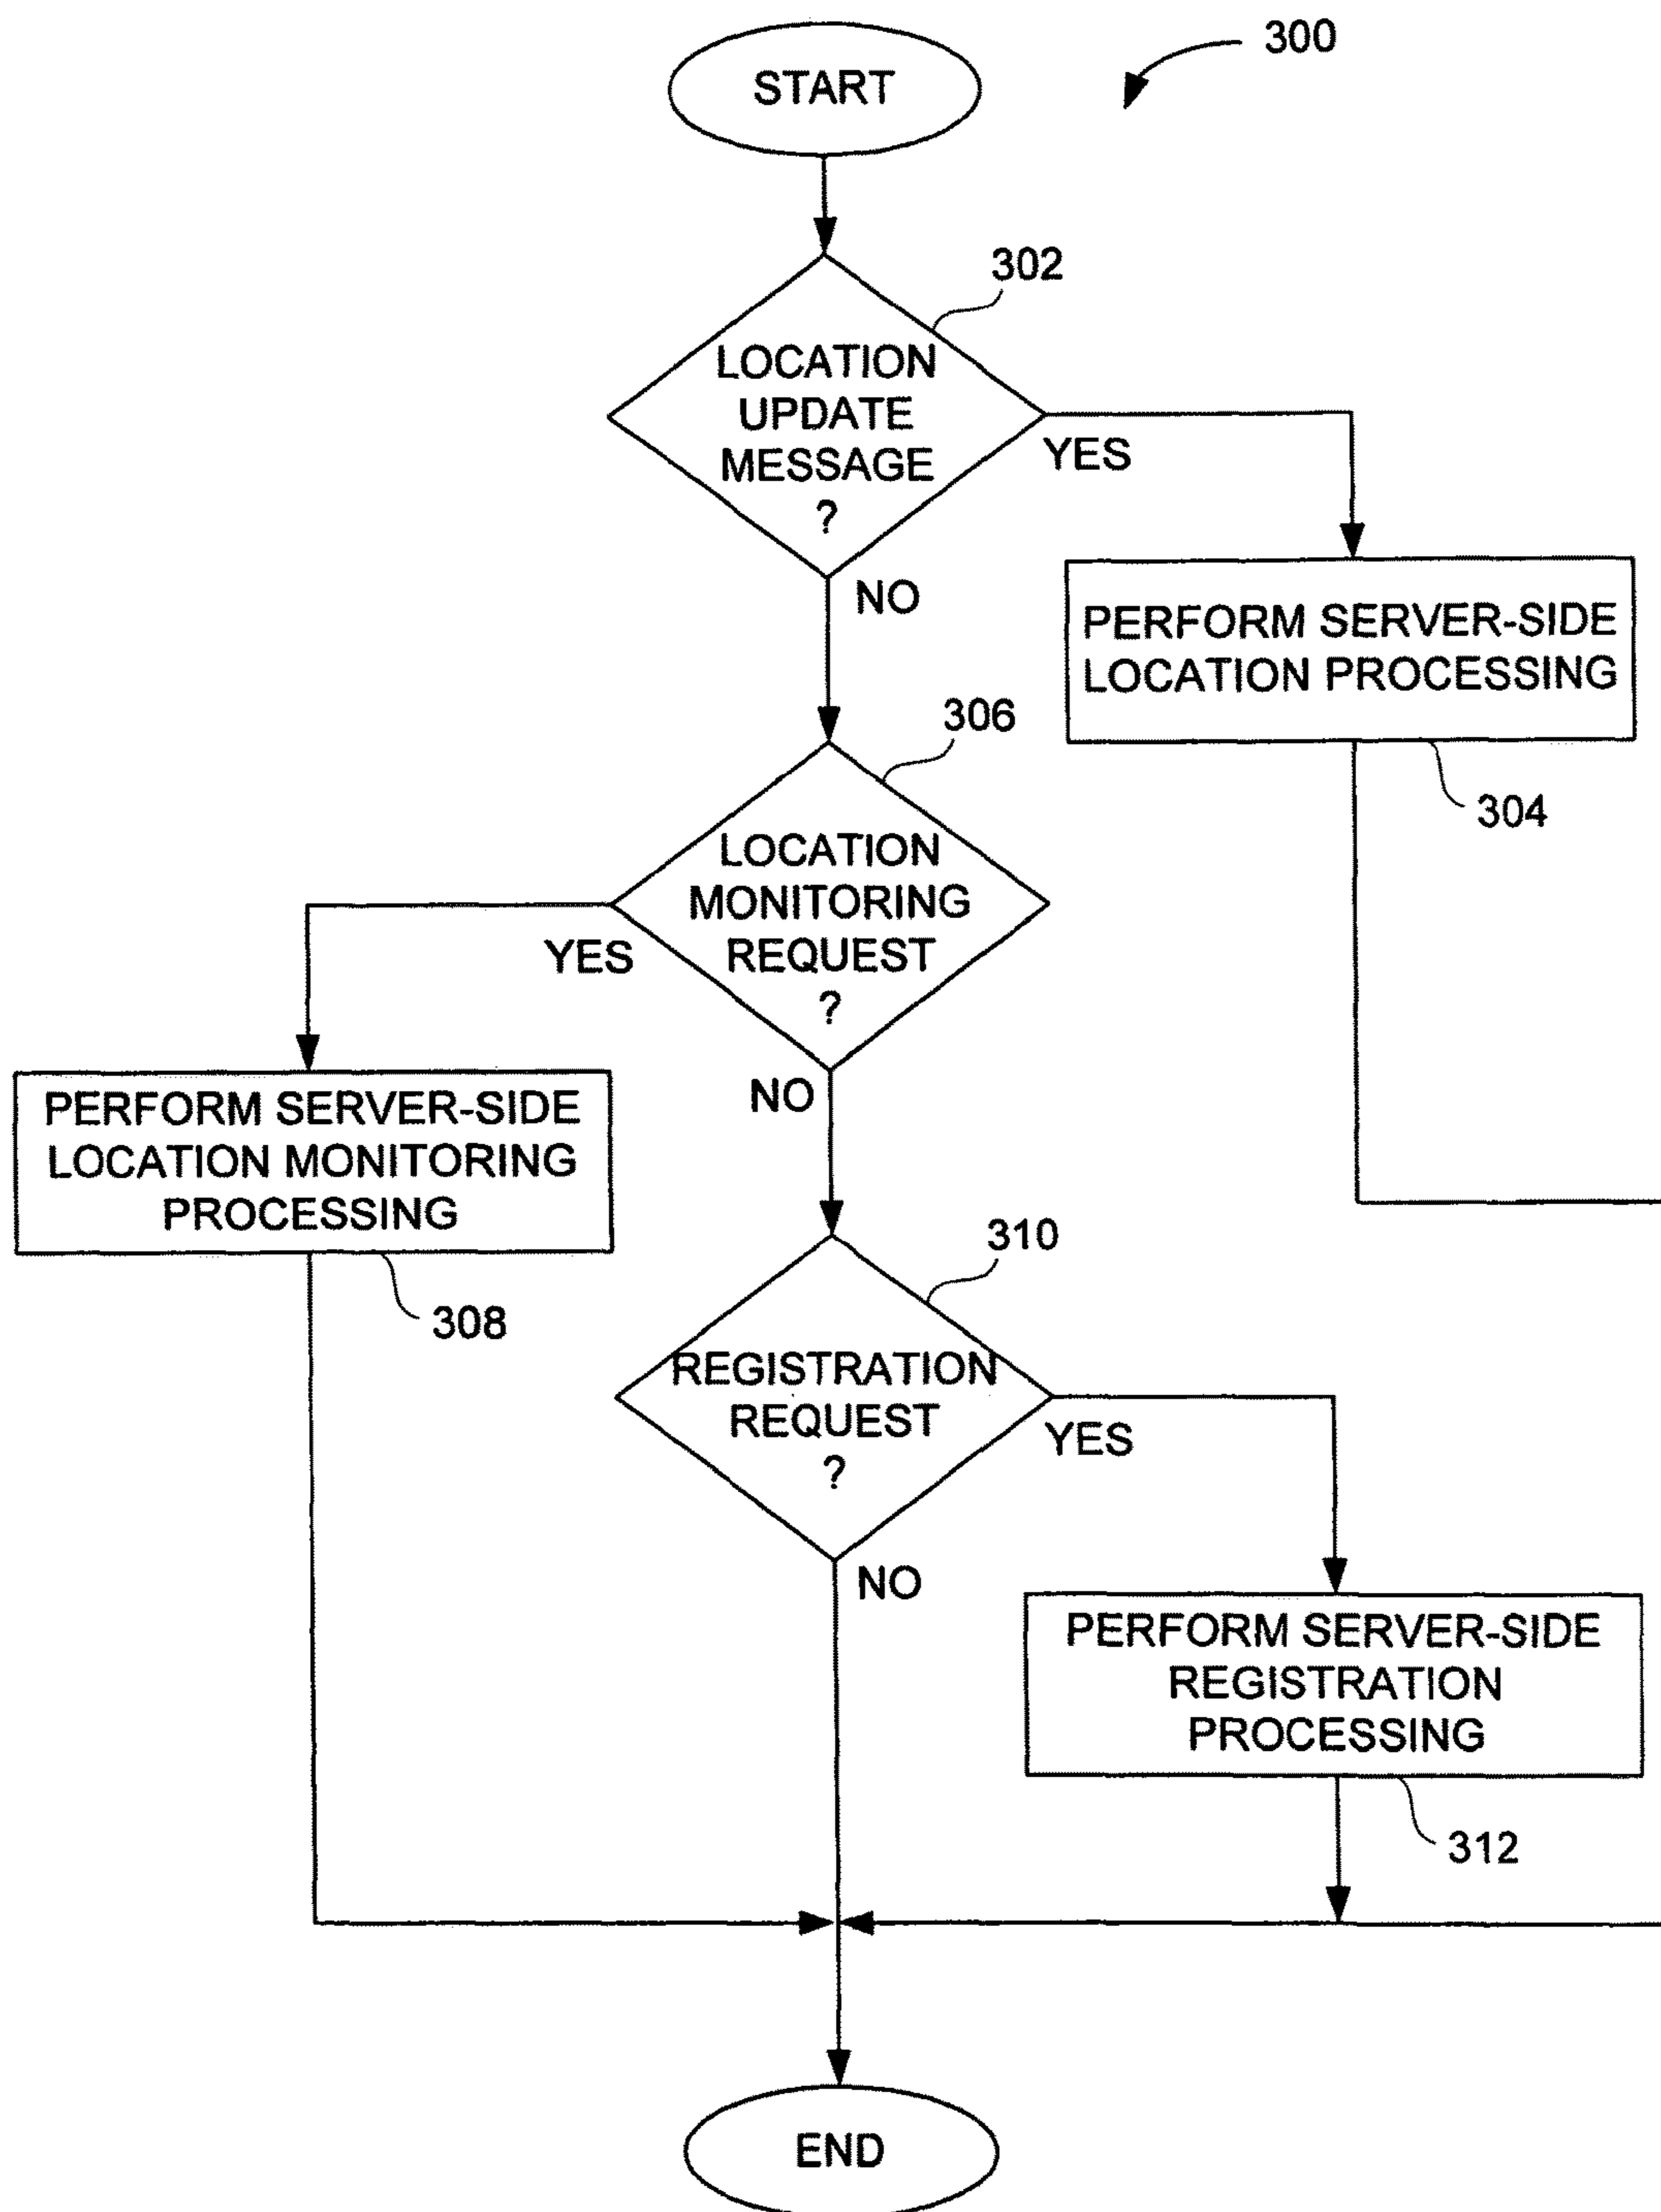 300
START
302
LOCATION
UPDATE
MESSAGE
?
YES
NO
PERFORM SERVER-SIDE
LOCATION PROCESSING
304
306
LOCATION
MONITORING
REQUEST
?
YES
NO
PERFORM SERVER-SIDE
LOCATION MONITORING
PROCESSING
308
310
REGISTRATION
REQUEST
?
YES
NO
PERFORM SERVER-SIDE
REGISTRATION
PROCESSING
312
END